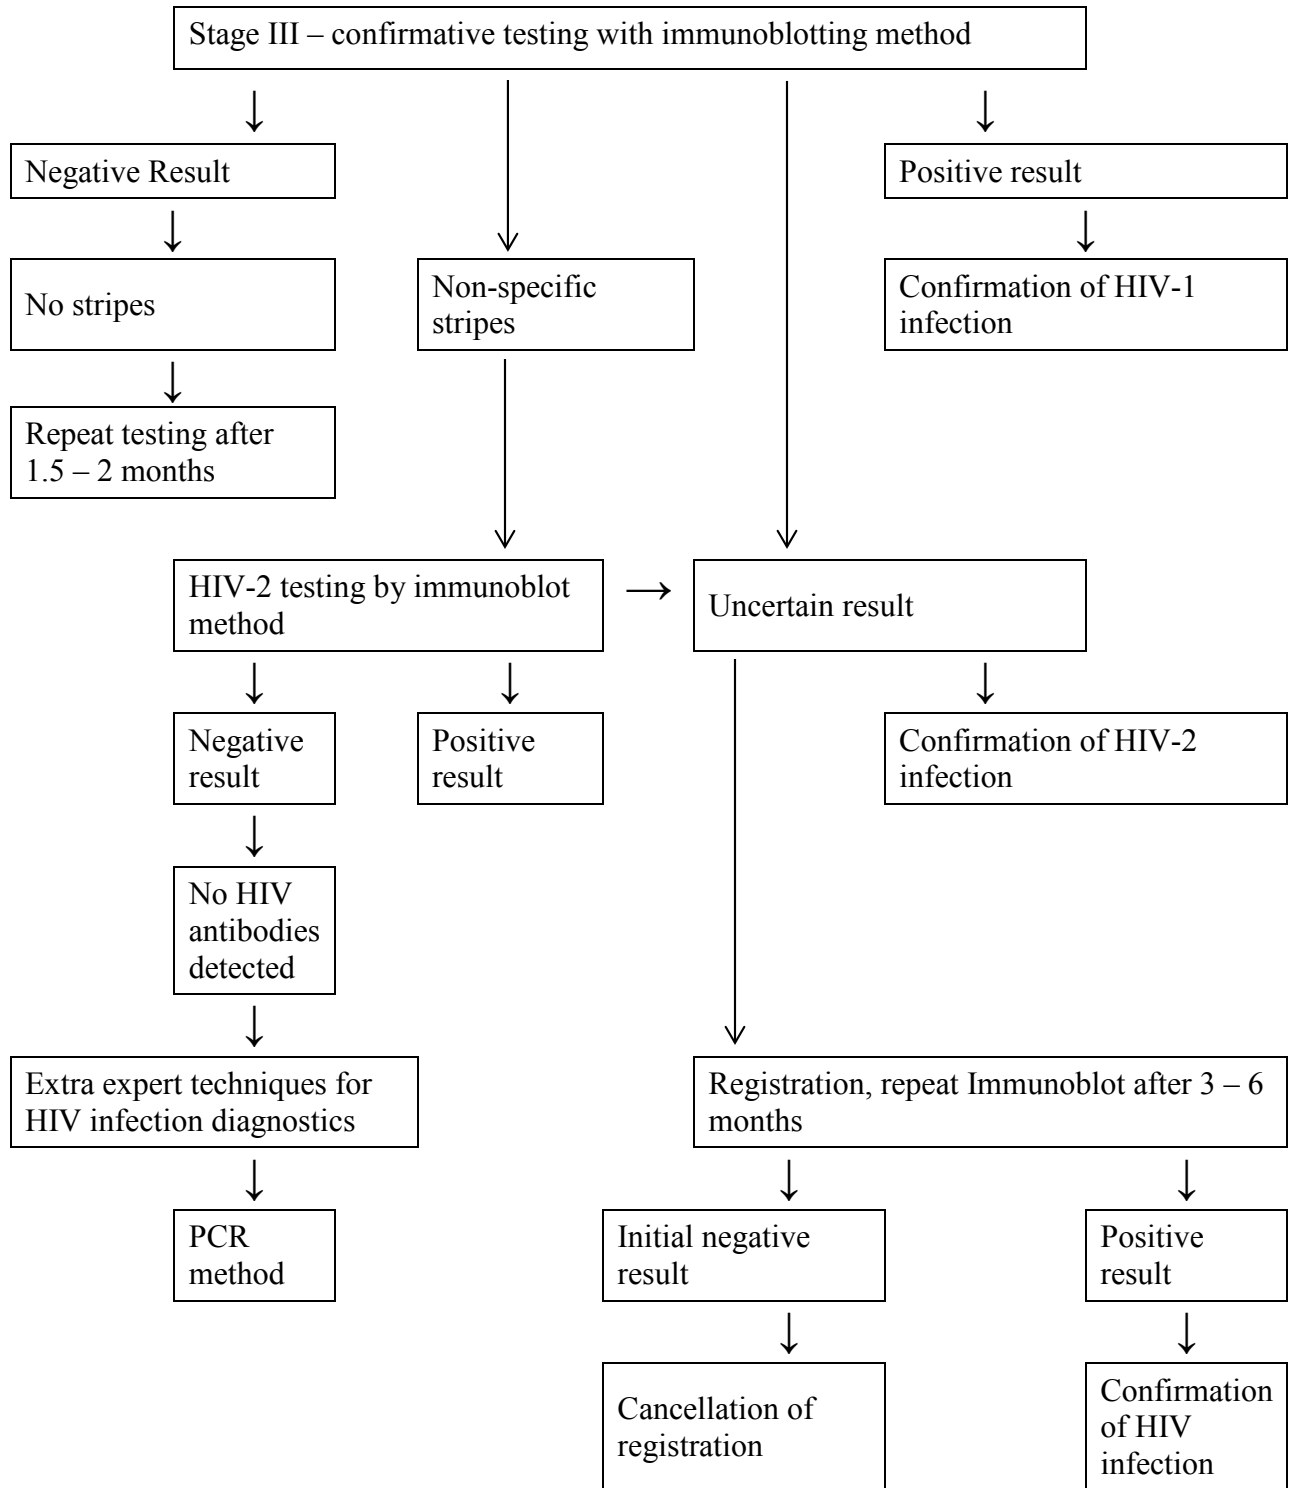 Stage III – confirmative testing with immunoblotting method
↓
↓
Negative Result
Positive result
↓
↓
No stripes
Non-specific
stripes
Confirmation of HIV-1
infection
↓
Repeat testing after
1.5 – 2 months
HIV-2 testing by immunoblot
method
→
Uncertain result
↓
↓
↓
Negative
result
Positive
result
Confirmation of HIV-2
infection
↓
No HIV
antibodies
detected
↓
Extra expert techniques for
HIV infection diagnostics
Registration, repeat Immunoblot after 3 – 6
months
↓
↓
↓
PCR
method
Initial negative
result
Positive
result
↓
↓
Cancellation of
registration
Confirmation
of HIV
infection